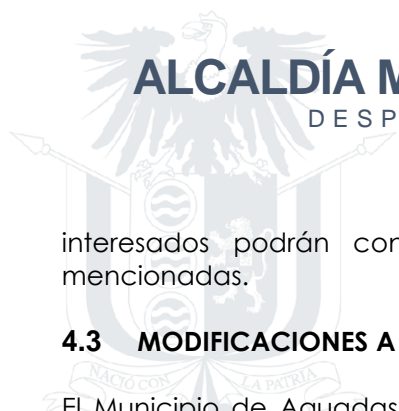 ALCALDÍA M
DESP
interesados podrán con
mencionadas.
4.3 MODIFICACIONES A
NACIÓ CON LA PATRIA
El Municipio de Aguadas